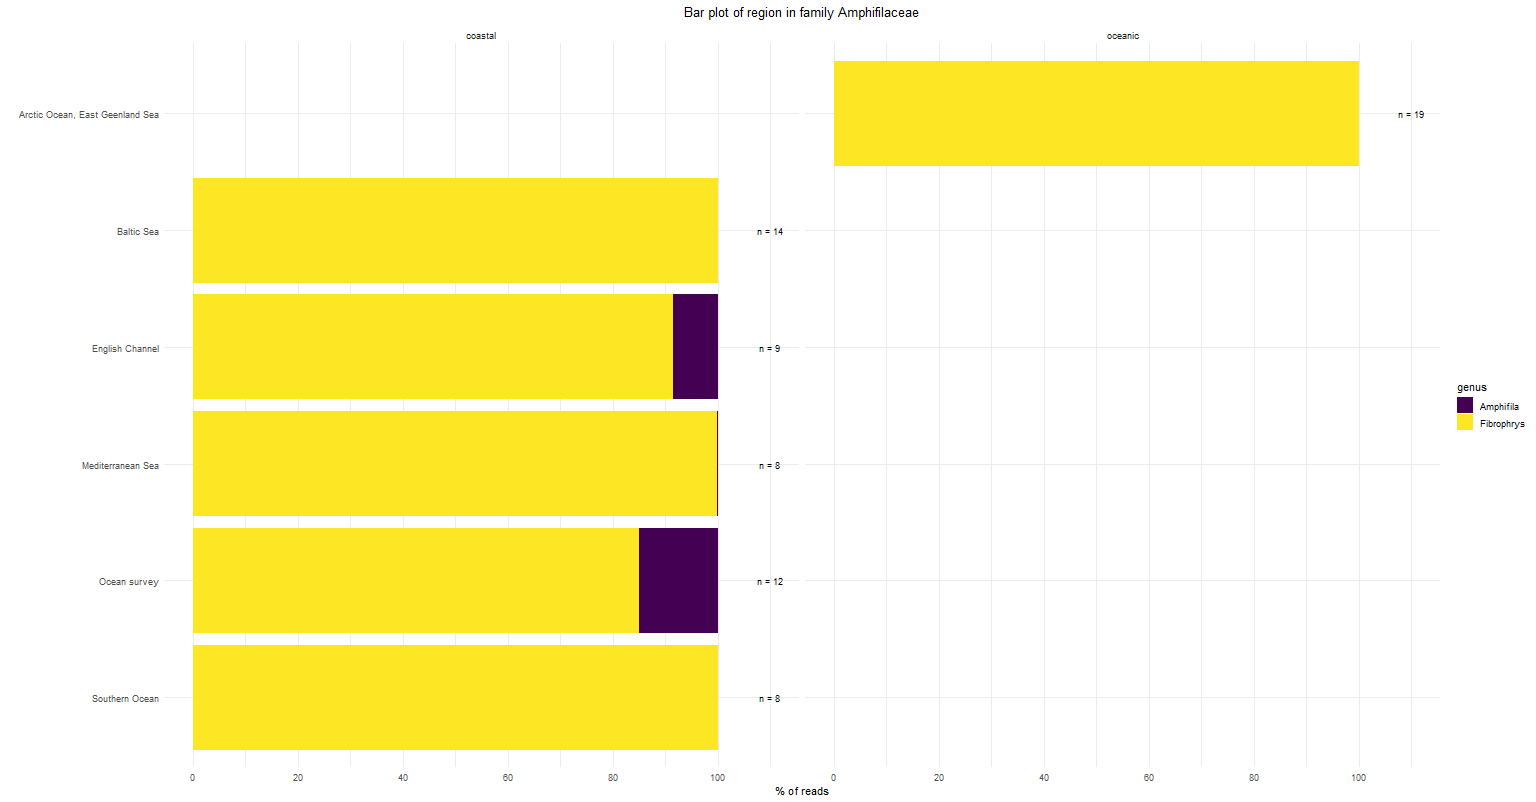 Bar plot of region in family Amphifilaceae
coastal
oceanic
Arctic Ocean, East Geenland Sea
n = 19
Baltic Sea
n = 14
English Channel
n = 9
Mediterranean Sea
n = 8
Ocean survey
n = 12
Southern Ocean
n = 8
genus
Amphifila
Fibrophrys
0 20 40 60 80 100
0 20 40 60 80 100
% of reads